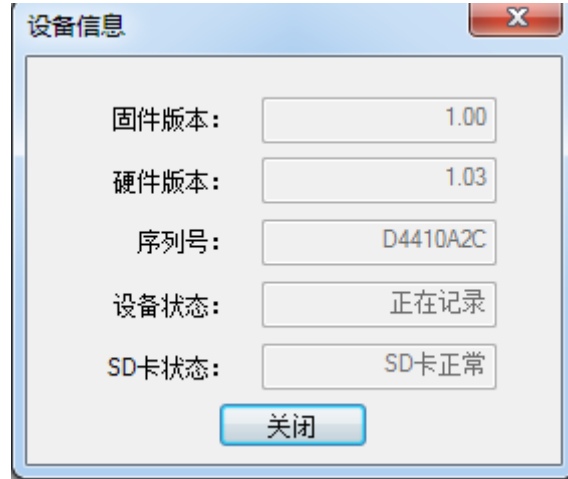 设备信息
固件版本： 1.00
硬件版本： 1.03
序列号： D4410A2C
设备状态： 正在记录
SD卡状态： SD卡正常
关闭